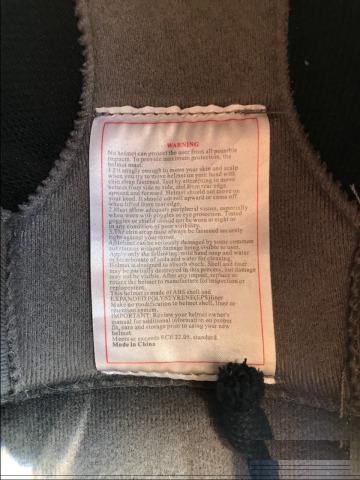 WARNING
No helmet can protect the user from all possible
impacts. To provide maximum protection, the
helmet must:
1.Fit snugly enough to move your skin and scalp
when you try to move helmet on your head with
chin strap fastened. Test by attempting to move
helmet from side to side, and from rear edge
upward and forward. Helmet should not move on
your head. It should not roll upward or come off
when lifted from rear edge.
2.Must allow adequate peripheral vision, especially
when worn with goggles or eye protection. Tinted
goggles or shield should not be worn at night or
in any condition of poor visibility.
3.The chin strap must always be fastened securely
tight against your throat.
A helmet can be seriously damaged by some common
substances without damage being visible to user.
Apply only the following: mild hand soap and water
or bicarbonate of soda and water for cleaning.
Helmet is designed to absorb shock. Shell and liner
may be partially destroyed in this process, but damage
may not be visible. After any impact, surface or
return the helmet to manufacture for inspection or
replacement.
This helmet is made of ABS shell and
EXPANDED POLYSTYRENE(EPS)liner
Make no modification to helmet shell, liner or
retention system.
IMPORTANT: Review your helmet owner's
manual for additional information on proper
fit, care and storage prior to using your new
helmet.
Meets or exceeds ECE 22.05, standard.
Made in China